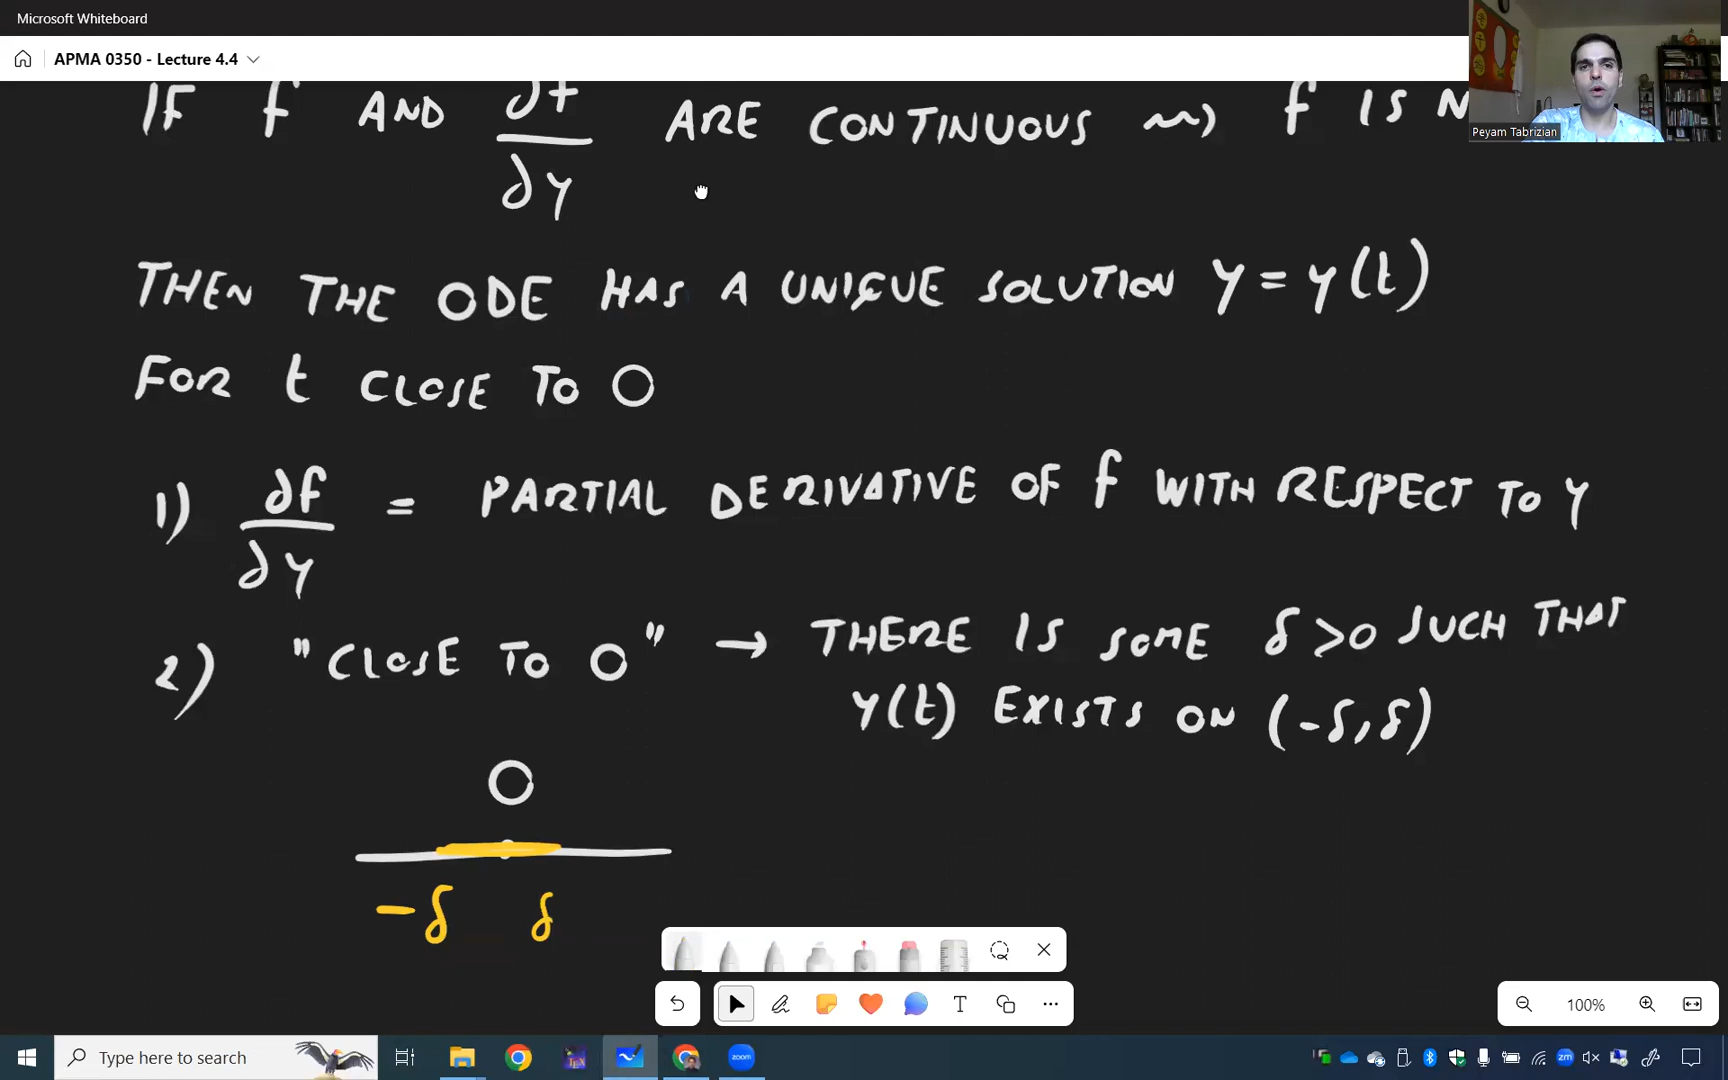 Microsoft Whiteboard
APMA 0350 - Lecture 4.4
Peyam Tabrizian
IF f AND ∂f/∂y ARE CONTINUOUS ⇝ f IS
THEN THE ODE HAS A UNIQUE SOLUTION y = y(t)
FOR t CLOSE TO 0
1) ∂f/∂y = PARTIAL DERIVATIVE OF f WITH RESPECT TO y
2) "CLOSE TO 0" → THERE IS SOME δ > 0 SUCH THAT
y(t) EXISTS ON (-δ, δ)
0
-δ δ
100%
Type here to search
zoom